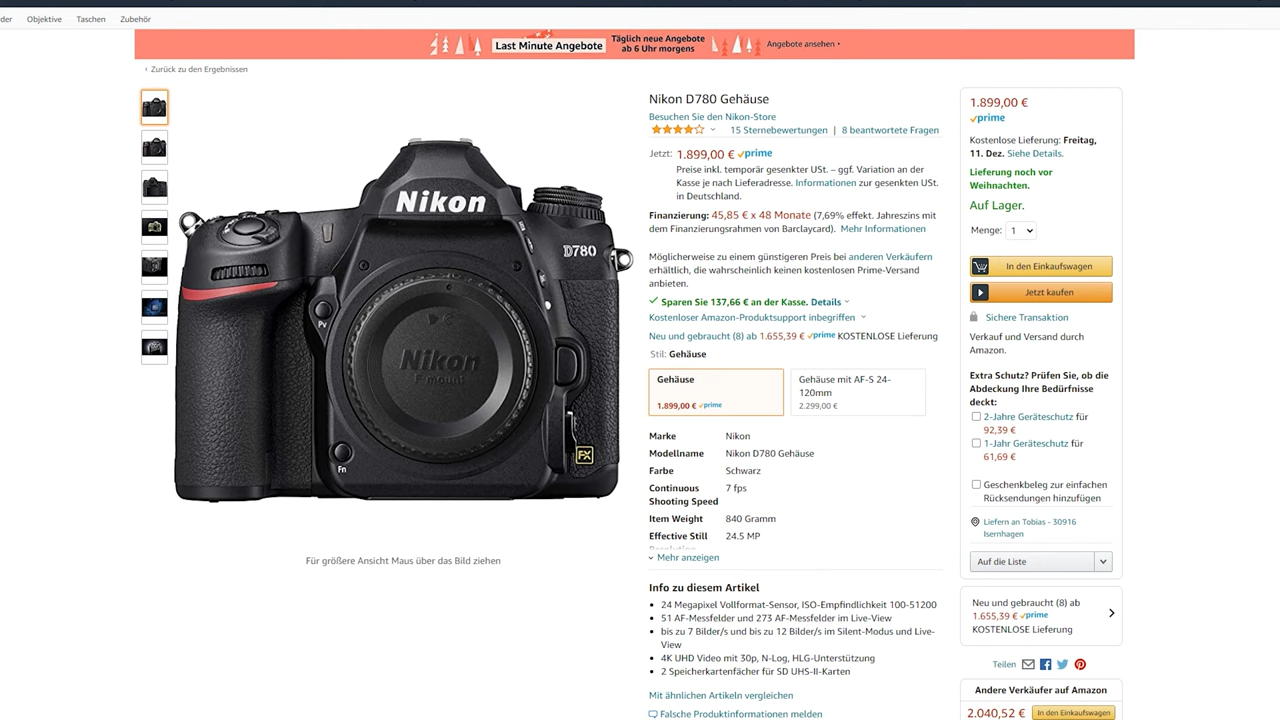 der Objektive Taschen Zubehör
Last Minute Angebote
Täglich neue Angebote
ab 6 Uhr morgens
Angebote ansehen ›
‹ Zurück zu den Ergebnissen
Nikon
D780
Pv
Nikon
F mount
Fn
FX
Für größere Ansicht Maus über das Bild ziehen
Nikon D780 Gehäuse
Besuchen Sie den Nikon-Store
15 Sternebewertungen | 8 beantwortete Fragen
Jetzt: 1.899,00 € prime
Preise inkl. temporär gesenkter USt. – ggf. Variation an der
Kasse je nach Lieferadresse. Informationen zur gesenkten USt.
in Deutschland.
Finanzierung: 45,85 € x 48 Monate (7,69% effekt. Jahreszins mit
dem Finanzierungsrahmen von Barclaycard). Mehr Informationen
Möglicherweise zu einem günstigeren Preis bei anderen Verkäufern
erhältlich, die wahrscheinlich keinen kostenlosen Prime-Versand
anbieten.
Sparen Sie 137,66 € an der Kasse. Details
Kostenloser Amazon-Produktsupport inbegriffen
Neu und gebraucht (8) ab 1.655,39 € prime KOSTENLOSE Lieferung
Stil: Gehäuse
Gehäuse
1.899,00 € prime
Gehäuse mit AF-S 24-
120mm
2.299,00 €
Marke Nikon
Modellname Nikon D780 Gehäuse
Farbe Schwarz
Continuous 7 fps
Shooting Speed
Item Weight 840 Gramm
Effective Still 24.5 MP
Resolution
Mehr anzeigen
Info zu diesem Artikel
• 24 Megapixel Vollformat-Sensor, ISO-Empfindlichkeit 100-51200
• 51 AF-Messfelder und 273 AF-Messfelder im Live-View
• bis zu 7 Bilder/s und bis zu 12 Bilder/s im Silent-Modus und Live-
View
• 4K UHD Video mit 30p, N-Log, HLG-Unterstützung
• 2 Speicherkartenfächer für SD UHS-II-Karten
Mit ähnlichen Artikeln vergleichen
Falsche Produktinformationen melden
1.899,00 €
prime
Kostenlose Lieferung: Freitag,
11. Dez. Siehe Details.
Lieferung noch vor
Weihnachten.
Auf Lager.
Menge: 1
In den Einkaufswagen
Jetzt kaufen
Sichere Transaktion
Verkauf und Versand durch
Amazon.
Extra Schutz? Prüfen Sie, ob die
Abdeckung Ihre Bedürfnisse
deckt:
2-Jahre Geräteschutz für
92,39 €
1-Jahr Geräteschutz für
61,69 €
Geschenkbeleg zur einfachen
Rücksendungen hinzufügen
Liefern an Tobias - 30916
Isernhagen
Auf die Liste
Neu und gebraucht (8) ab
1.655,39 € prime
KOSTENLOSE Lieferung
Teilen
Andere Verkäufer auf Amazon
2.040,52 € In den Einkaufswagen